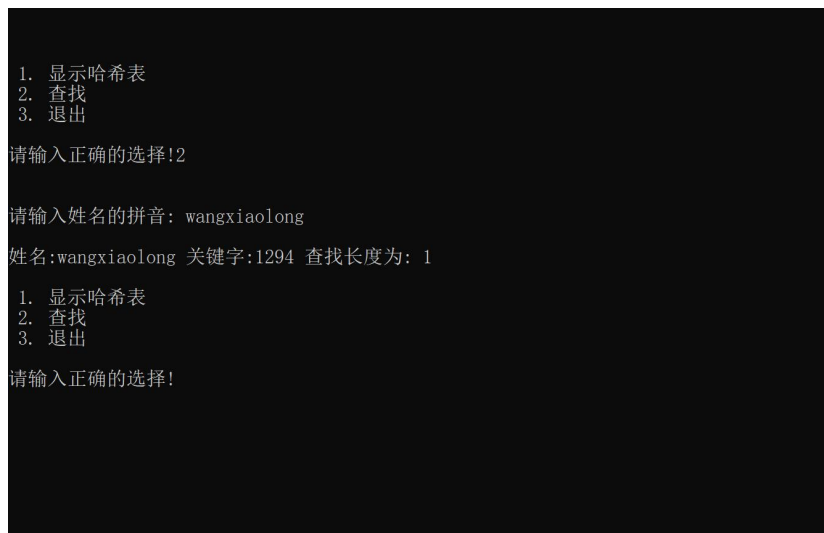 1. 显示哈希表
2. 查找
3. 退出
请输入正确的选择!2
请输入姓名的拼音: wangxiaolong
姓名:wangxiaolong 关键字:1294 查找长度为: 1
1. 显示哈希表
2. 查找
3. 退出
请输入正确的选择!